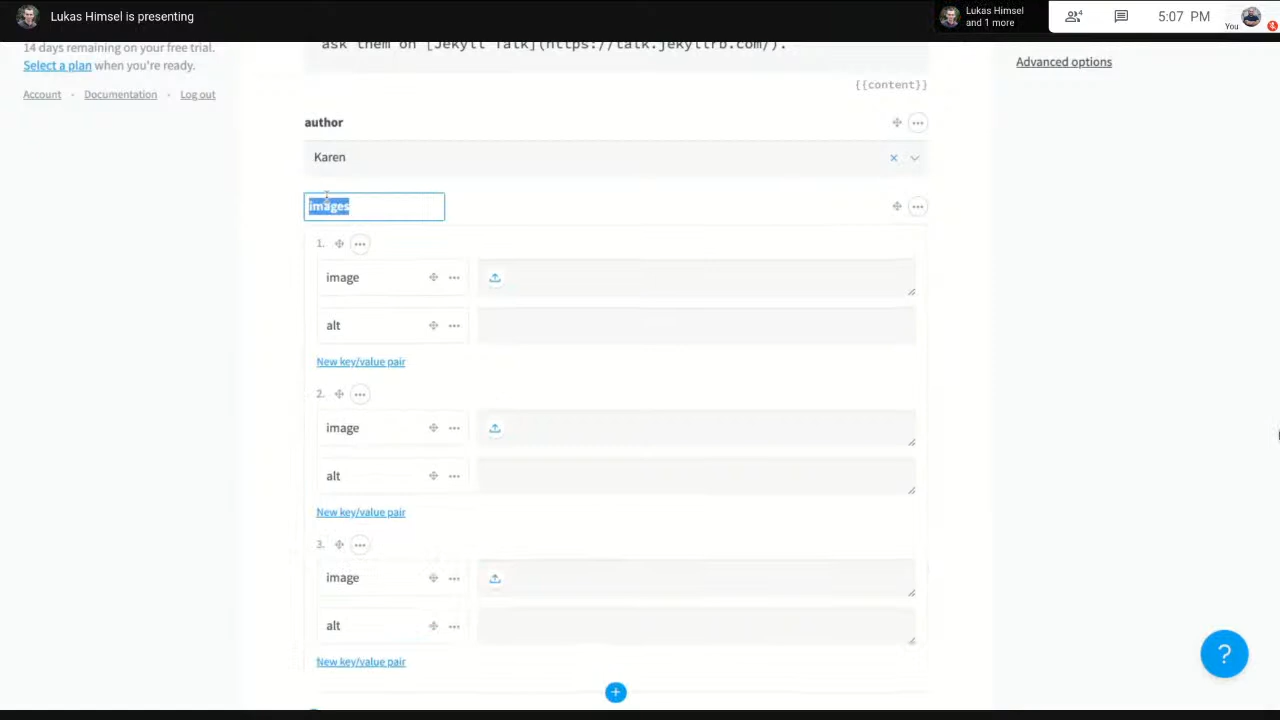 Lukas Himsel is presenting
Lukas Himsel
and 1 more
4
5:07 PM
You
14 days remaining on your free trial.
Select a plan when you're ready.
Account · Documentation · Log out
ask them on [Jekyll Talk](https://talk.jekyllrb.com/).
{{content}}
Advanced options
author
Karen
images
1.
image
alt
New key/value pair
2.
image
alt
New key/value pair
3.
image
alt
New key/value pair
?